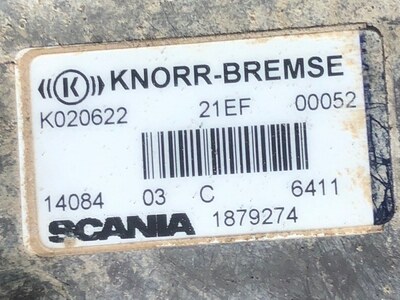 KNORR-BREMSE
K020622 21EF 00052
14084 03 C 6411
SCANIA 1879274